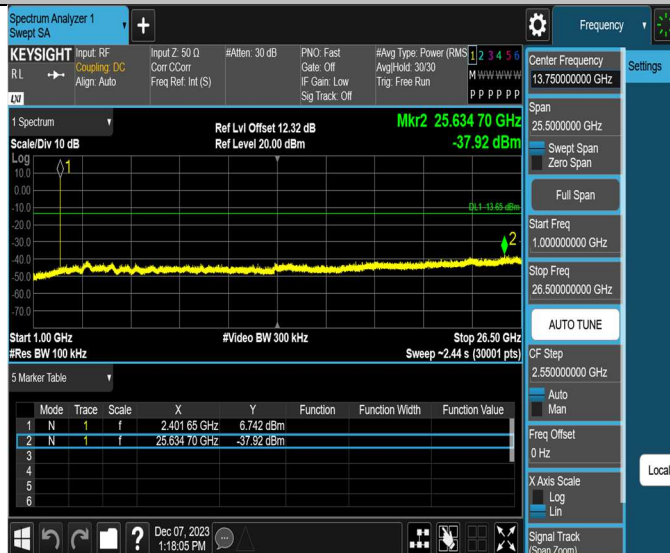 Spectrum Analyzer 1
Swept SA
Frequency
KEYSIGHT
RL
LXI
Input: RF
Coupling: DC
Align: Auto
Input Z: 50 Ω
Corr CCorr
Freq Ref: Int (S)
#Atten: 30 dB
PNO: Fast
Gate: Off
IF Gain: Low
Sig Track: Off
#Avg Type: Power (RMS
Avg|Hold: 30/30
Trig: Free Run
1 2 3 4 5 6
M W W W W W
P P P P P P
1 Spectrum
Scale/Div 10 dB
Ref Lvl Offset 12.32 dB
Ref Level 20.00 dBm
Mkr2 25.634 70 GHz
-37.92 dBm
Log
10.0
0.00
-10.0
-20.0
-30.0
-40.0
-50.0
-60.0
-70.0
1
DL1 -13.65 dBm
2
Start 1.00 GHz
#Res BW 100 kHz
#Video BW 300 kHz
Stop 26.50 GHz
Sweep ~2.44 s (30001 pts)
5 Marker Table
Mode Trace Scale X Y Function Function Width Function Value
1 N 1 f 2.401 65 GHz 6.742 dBm
2 N 1 f 25.634 70 GHz -37.92 dBm
3
4
5
6
?
Dec 07, 2023
1:18:05 PM
Center Frequency
13.750000000 GHz
Span
25.5000000 GHz
Swept Span
Zero Span
Full Span
Start Freq
1.000000000 GHz
Stop Freq
26.500000000 GHz
AUTO TUNE
CF Step
2.550000000 GHz
Auto
Man
Freq Offset
0 Hz
X Axis Scale
Log
Lin
Signal Track
(Span Zoom)
Settings
Local